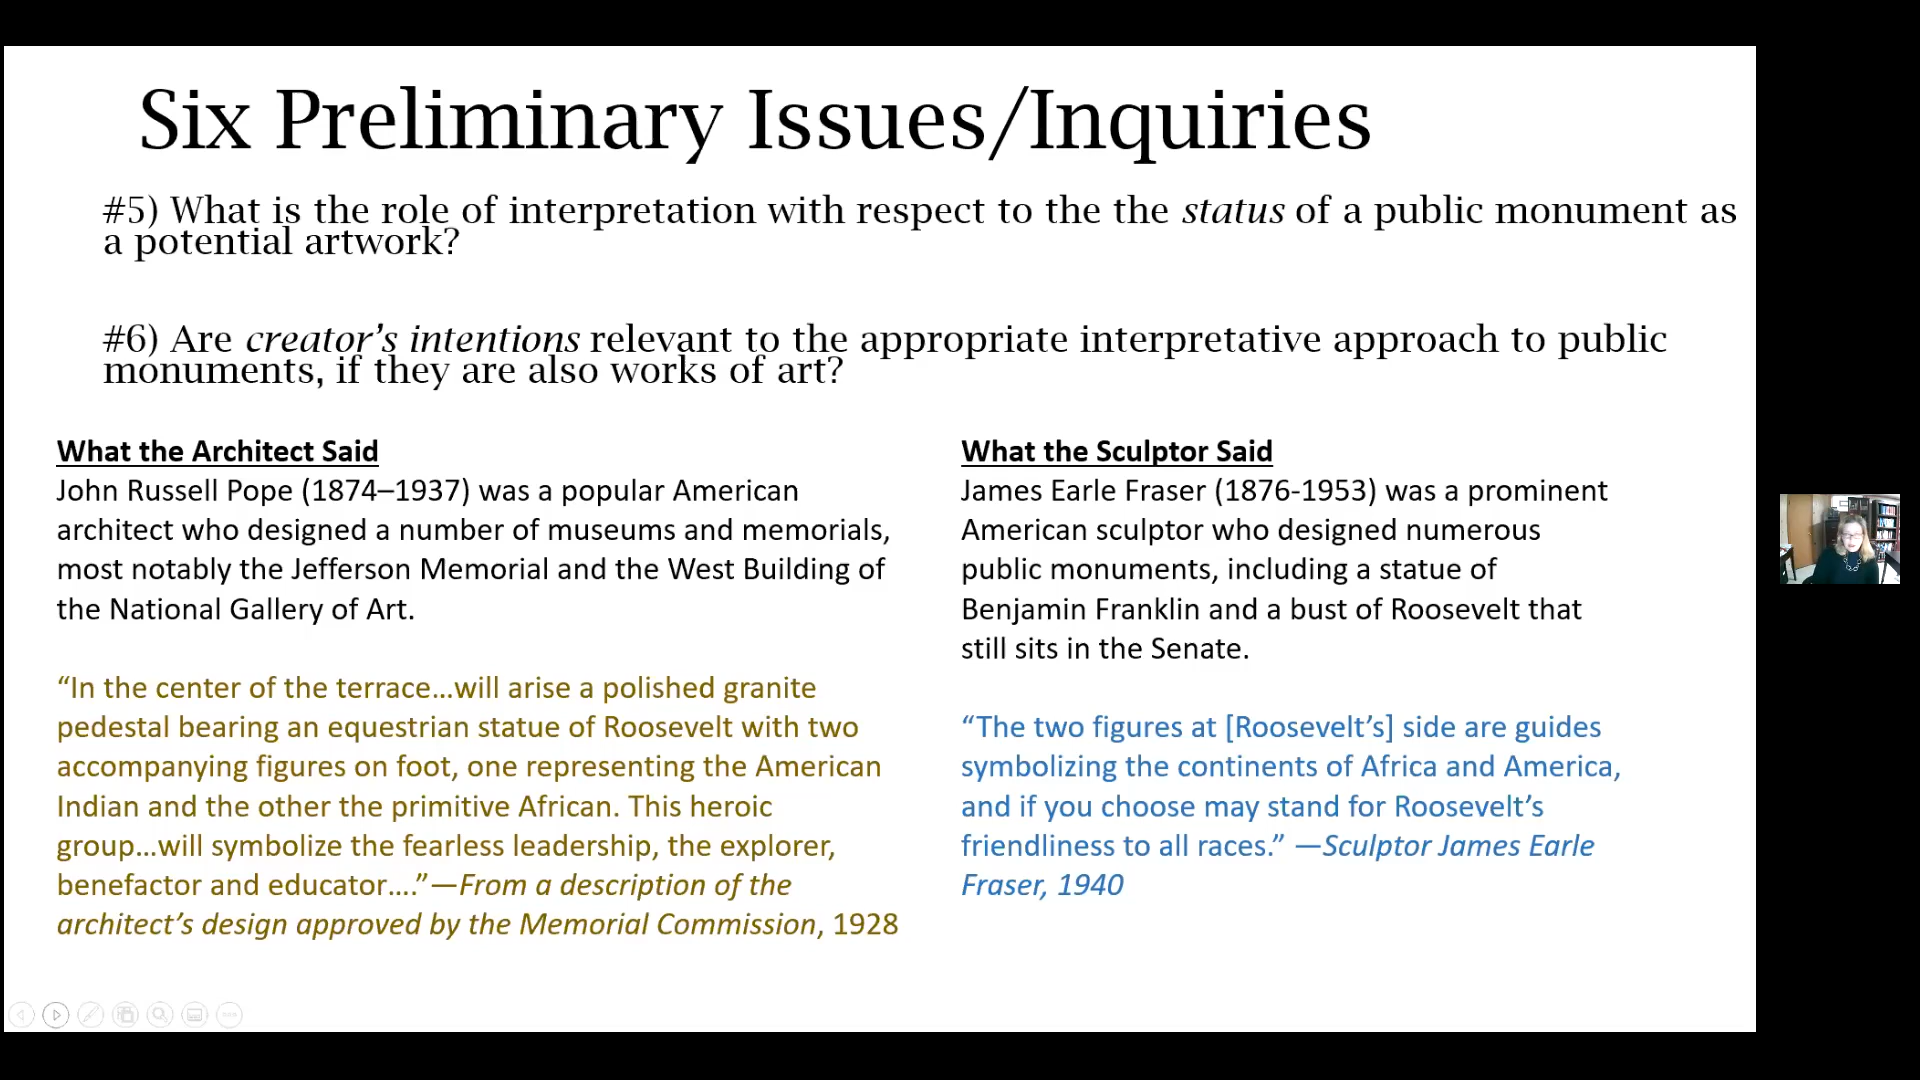 Six Preliminary Issues/Inquiries
#5) What is the role of interpretation with respect to the the status of a public monument as
a potential artwork?
#6) Are creator’s intentions relevant to the appropriate interpretative approach to public
monuments, if they are also works of art?
What the Architect Said
John Russell Pope (1874–1937) was a popular American
architect who designed a number of museums and memorials,
most notably the Jefferson Memorial and the West Building of
the National Gallery of Art.
“In the center of the terrace…will arise a polished granite
pedestal bearing an equestrian statue of Roosevelt with two
accompanying figures on foot, one representing the American
Indian and the other the primitive African. This heroic
group…will symbolize the fearless leadership, the explorer,
benefactor and educator….”—From a description of the
architect’s design approved by the Memorial Commission, 1928
What the Sculptor Said
James Earle Fraser (1876-1953) was a prominent
American sculptor who designed numerous
public monuments, including a statue of
Benjamin Franklin and a bust of Roosevelt that
still sits in the Senate.
“The two figures at [Roosevelt’s] side are guides
symbolizing the continents of Africa and America,
and if you choose may stand for Roosevelt’s
friendliness to all races.” —Sculptor James Earle
Fraser, 1940